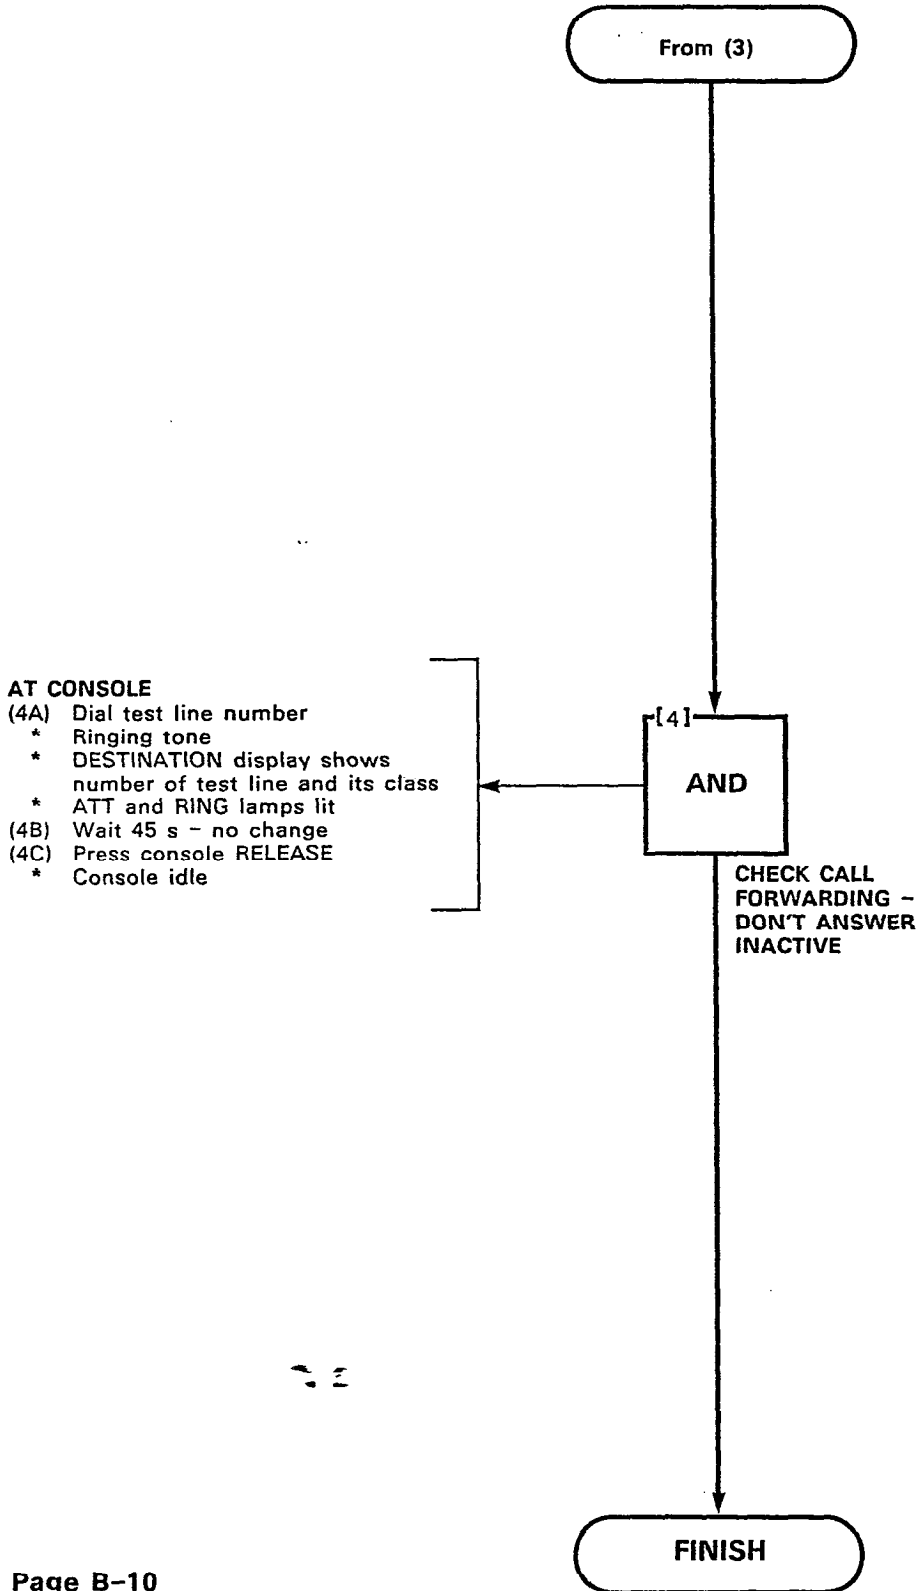 From (3)
AT CONSOLE
(4A) Dial test line number
* Ringing tone
* DESTINATION display shows
number of test line and its class
* ATT and RING lamps lit
(4B) Wait 45 s – no change
(4C) Press console RELEASE
* Console idle
[4]
AND
CHECK CALL
FORWARDING –
DON'T ANSWER
INACTIVE
FINISH
Page B–10